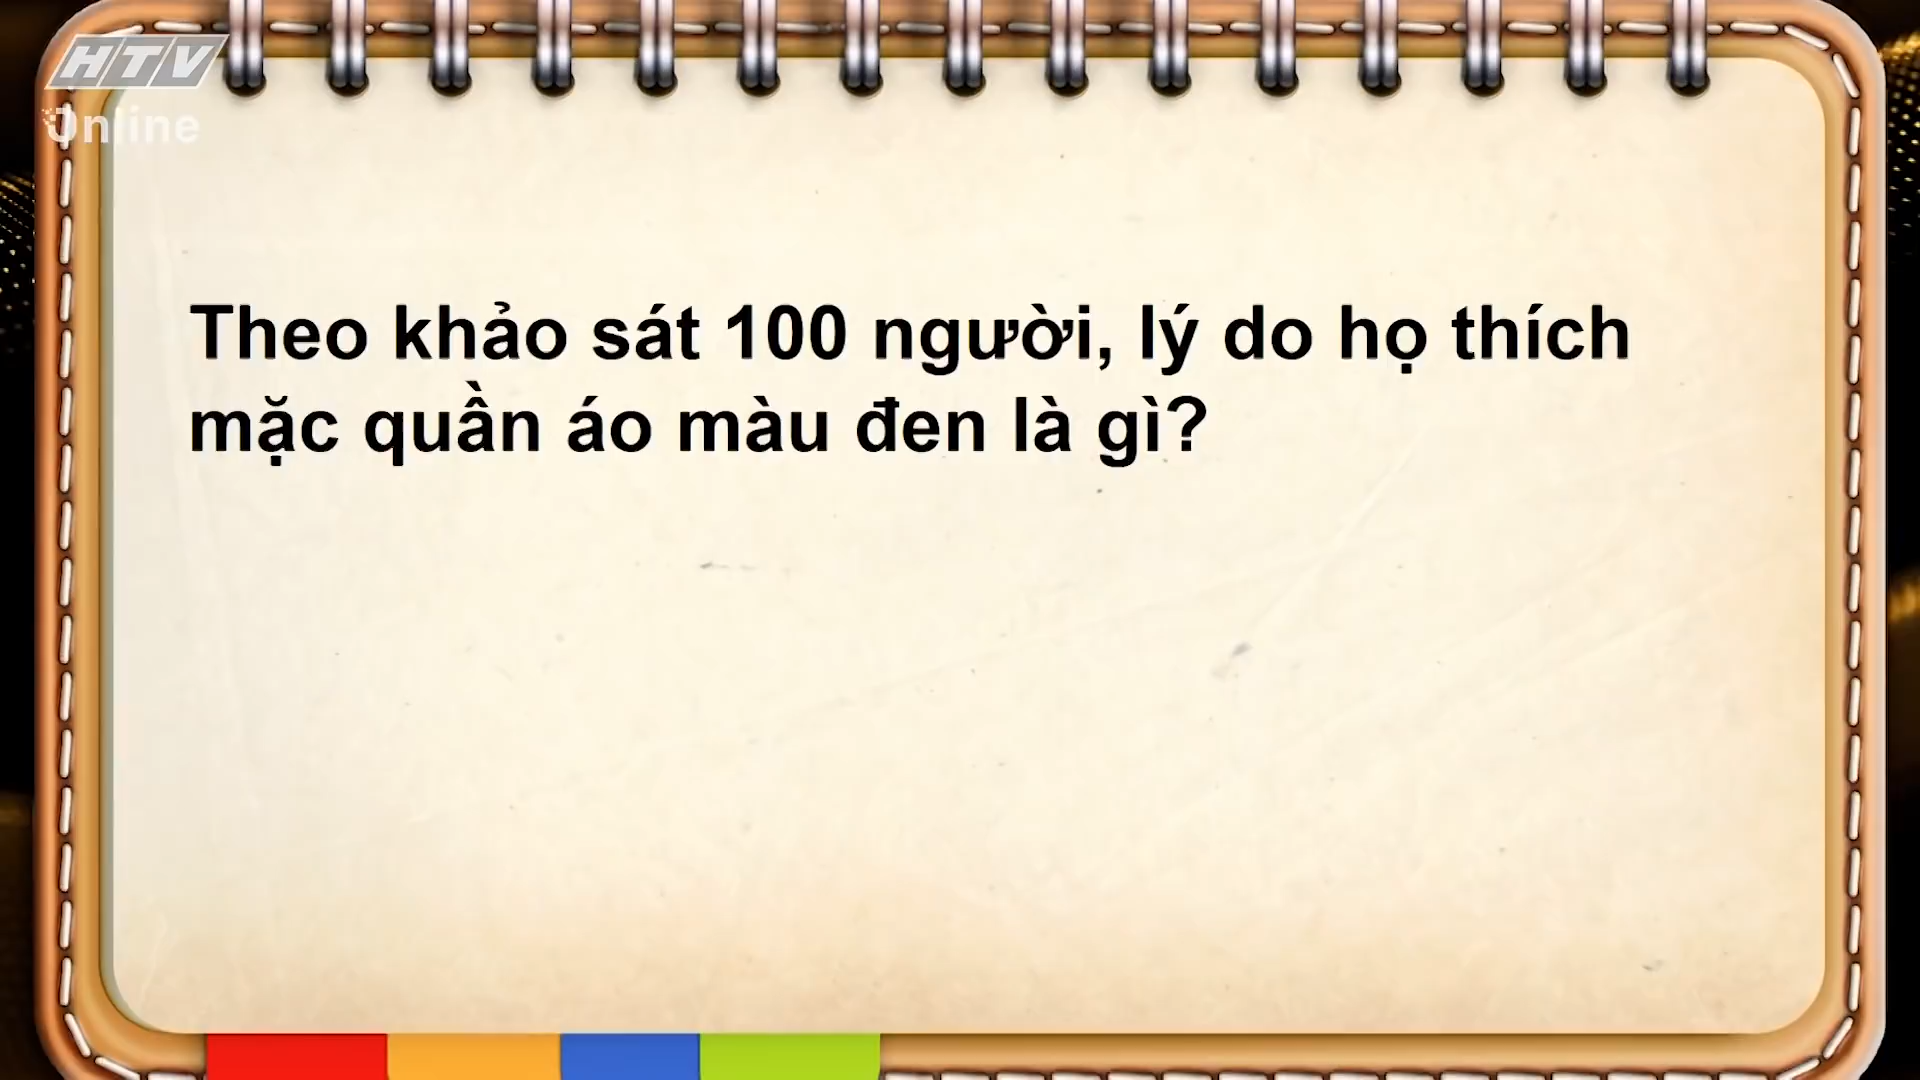 HTV
Online
Theo khảo sát 100 người, lý do họ thích
mặc quần áo màu đen là gì?